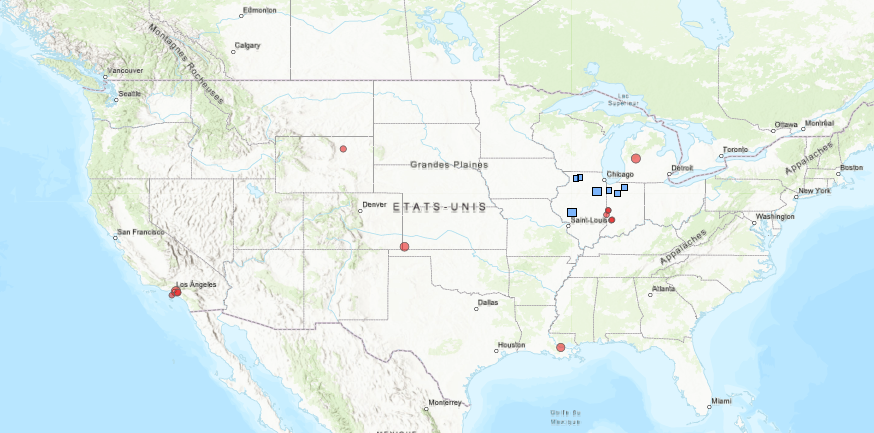 Edmonton
Calgary
Montagnes Rocheuses
Vancouver
Seattle
Lac
Supérieur
Ottawa
Montréal
Toronto
Appalaches
Boston
Grandes Plaines
Chicago
Detroit
New York
Denver
ETATS-UNIS
Saint-Louis
Washington
San Francisco
Appalaches
Los Angeles
Atlanta
Dallas
Houston
Miami
Monterrey